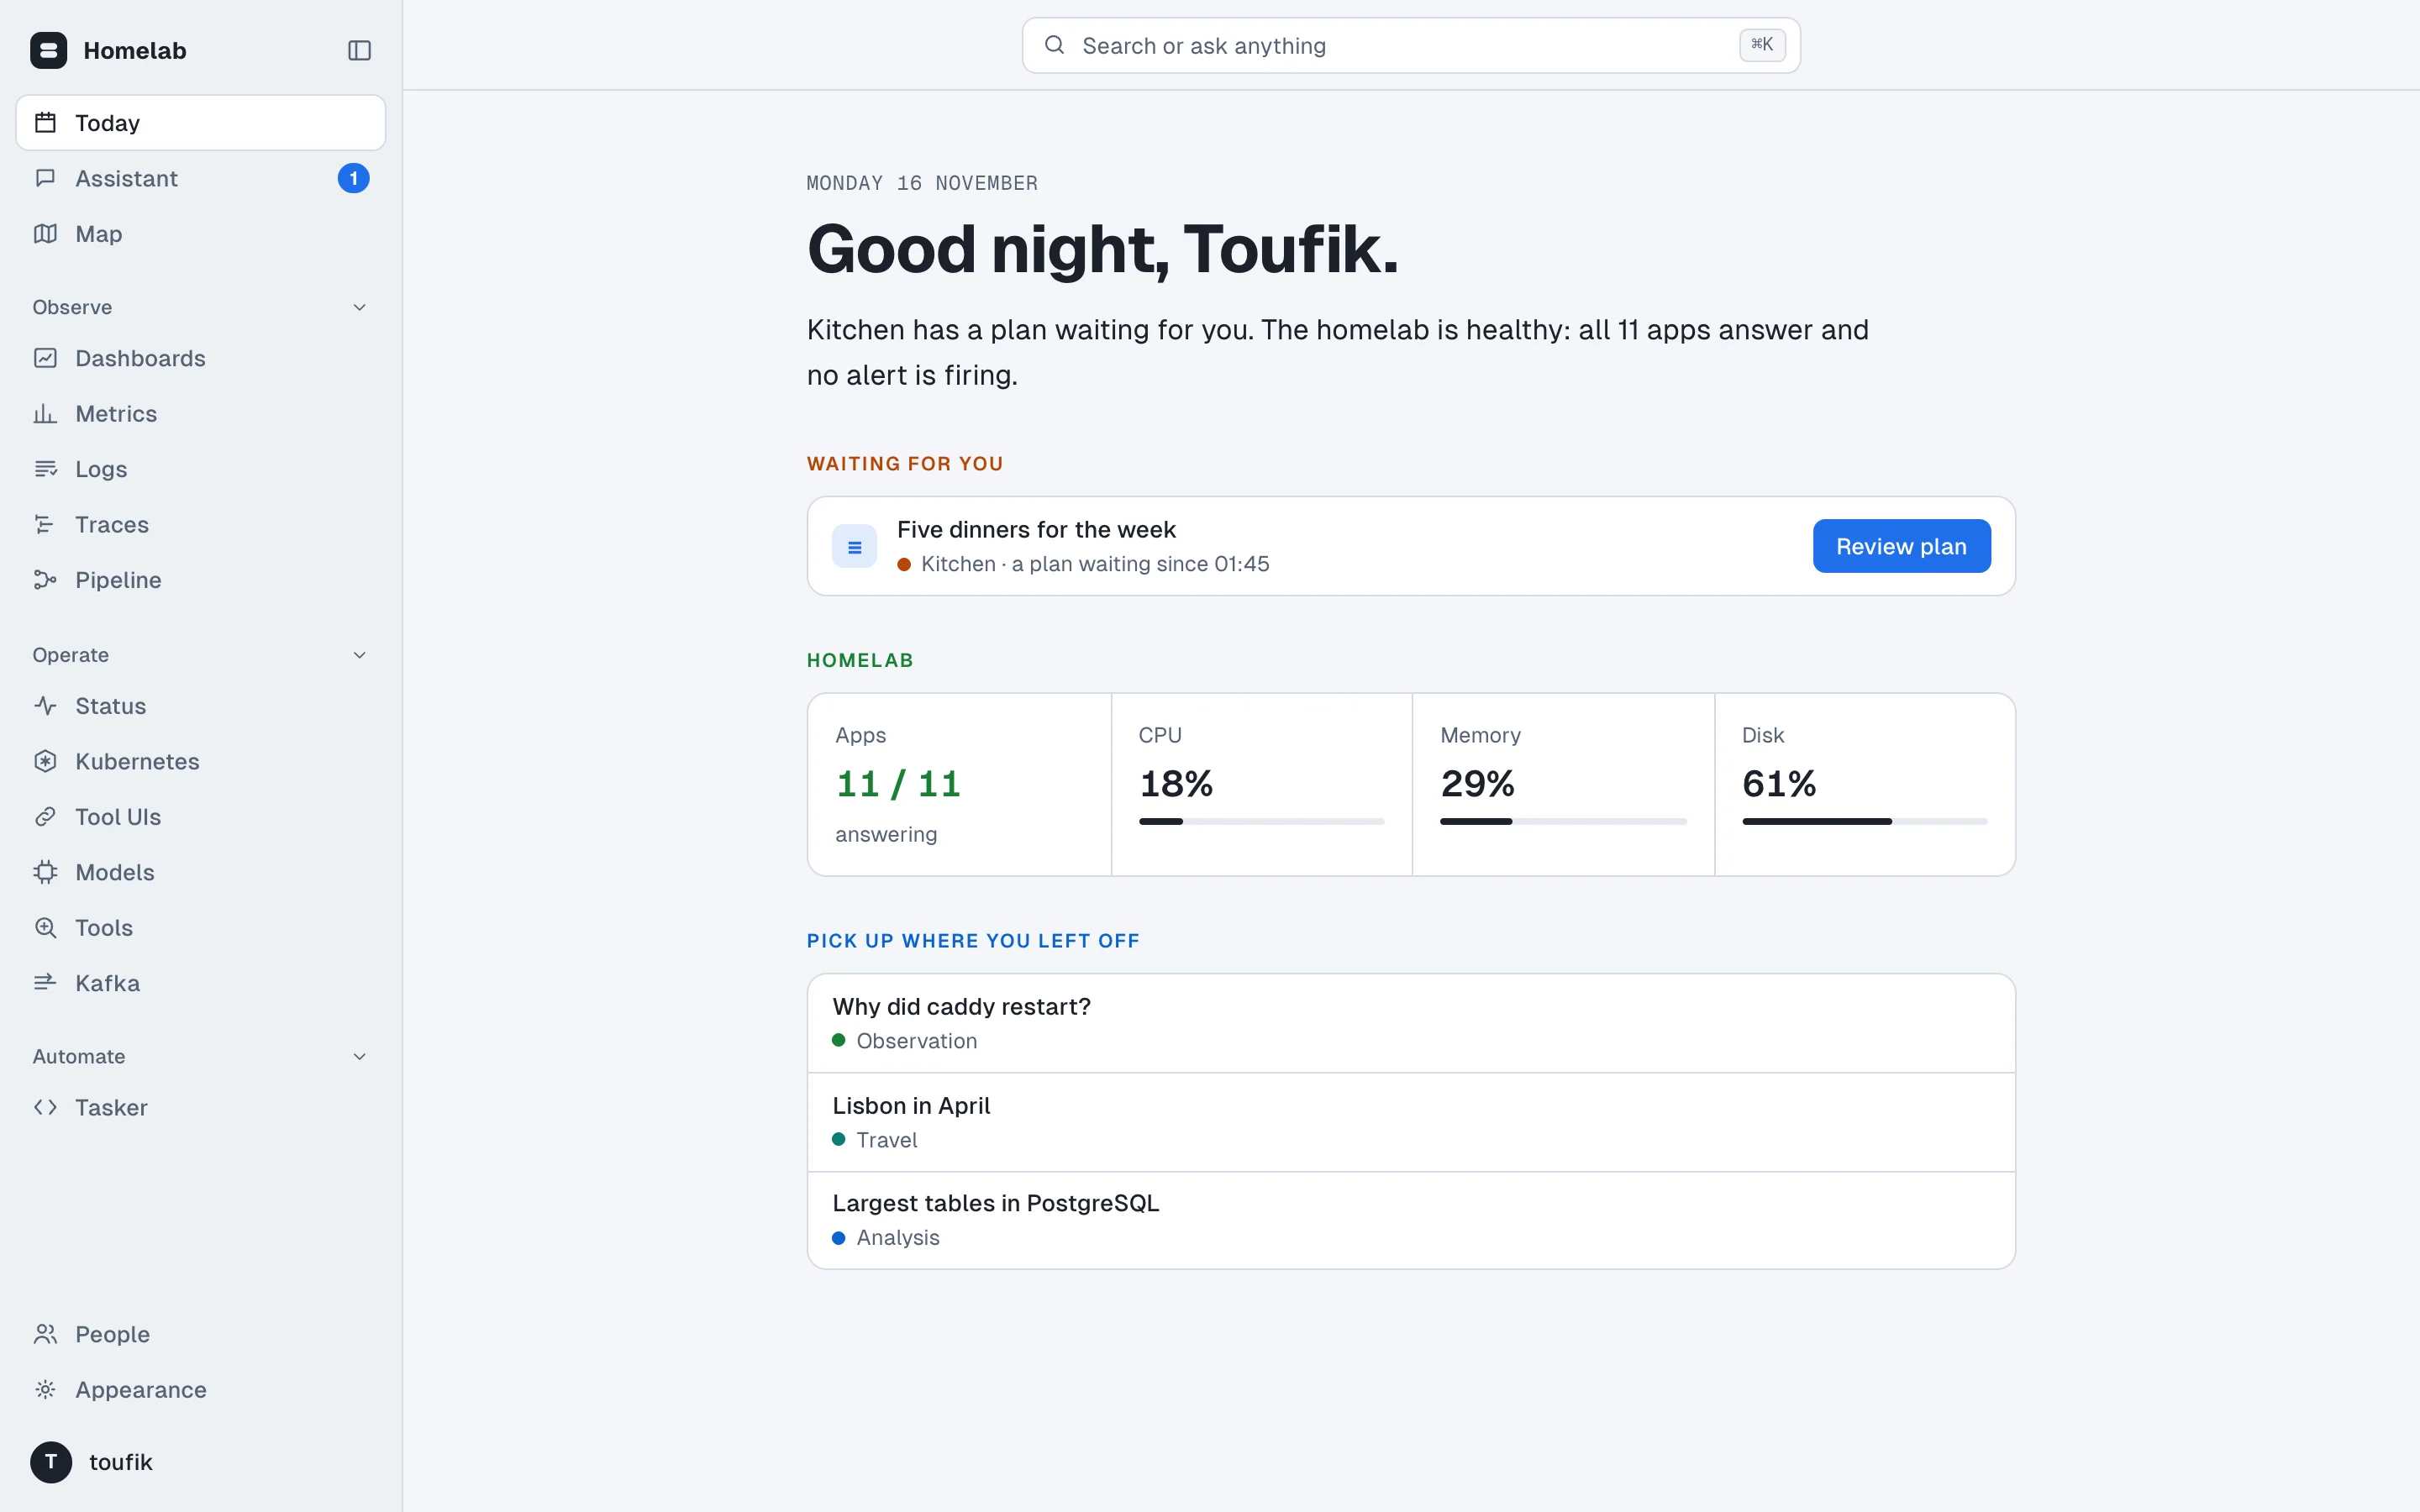 Homelab
Today
Assistant 1
Map
Observe
Dashboards
Metrics
Logs
Traces
Pipeline
Operate
Status
Kubernetes
Tool UIs
Models
Tools
Kafka
Automate
Tasker
People
Appearance
T toufik
Search or ask anything ⌘K
MONDAY 16 NOVEMBER
Good night, Toufik.
Kitchen has a plan waiting for you. The homelab is healthy: all 11 apps answer and
no alert is firing.
WAITING FOR YOU
Five dinners for the week
Kitchen · a plan waiting since 01:45
Review plan
HOMELAB
Apps
11 / 11
answering
CPU
18%
Memory
29%
Disk
61%
PICK UP WHERE YOU LEFT OFF
Why did caddy restart?
Observation
Lisbon in April
Travel
Largest tables in PostgreSQL
Analysis